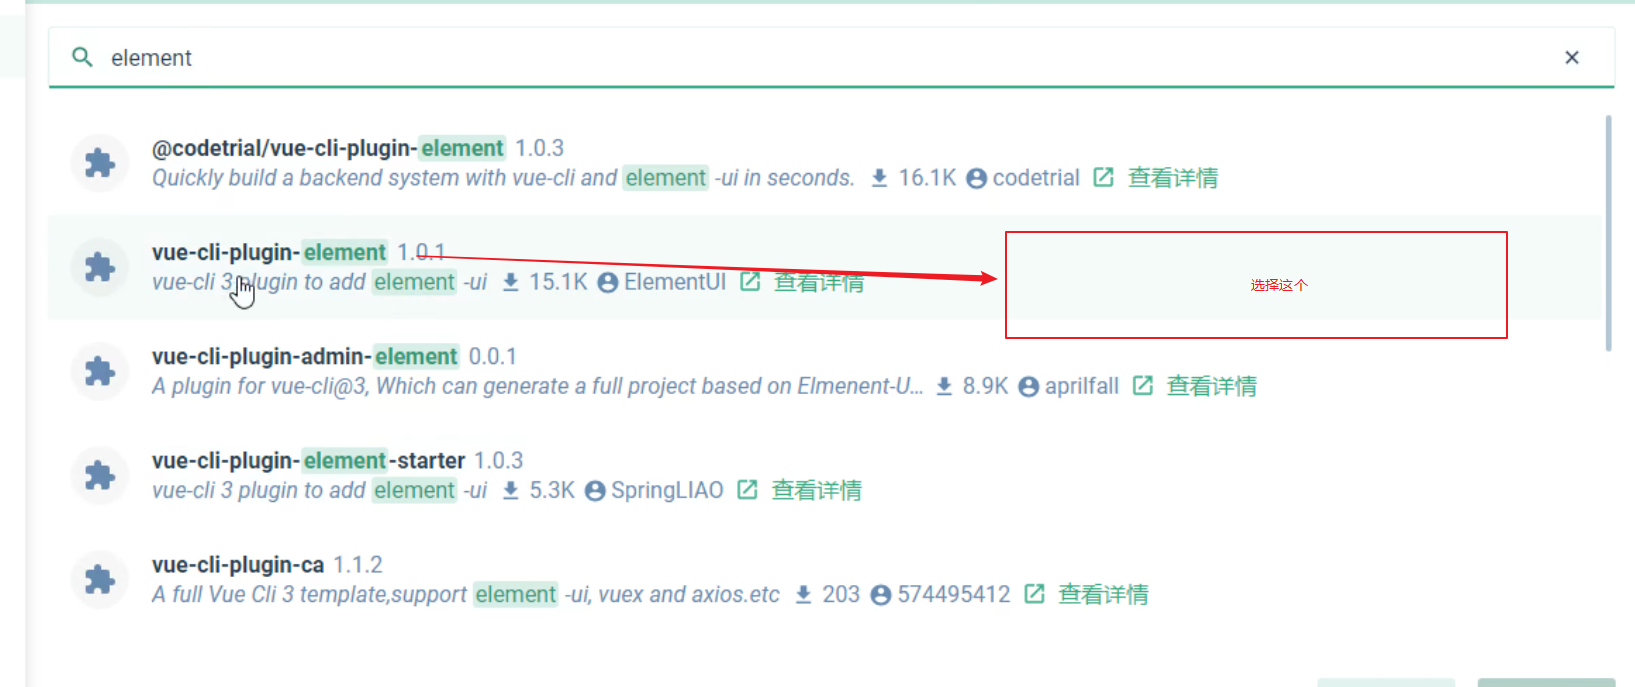 element
@codetrial/vue-cli-plugin-element 1.0.3
Quickly build a backend system with vue-cli and element -ui in seconds. 16.1K codetrial 查看详情
vue-cli-plugin-element 1.0.1
vue-cli 3 plugin to add element -ui 15.1K ElementUI 查看详情
选择这个
vue-cli-plugin-admin-element 0.0.1
A plugin for vue-cli@3, Which can generate a full project based on Elmenent-U... 8.9K aprilfall 查看详情
vue-cli-plugin-element-starter 1.0.3
vue-cli 3 plugin to add element -ui 5.3K SpringLIAO 查看详情
vue-cli-plugin-ca 1.1.2
A full Vue Cli 3 template,support element -ui, vuex and axios.etc 203 574495412 查看详情